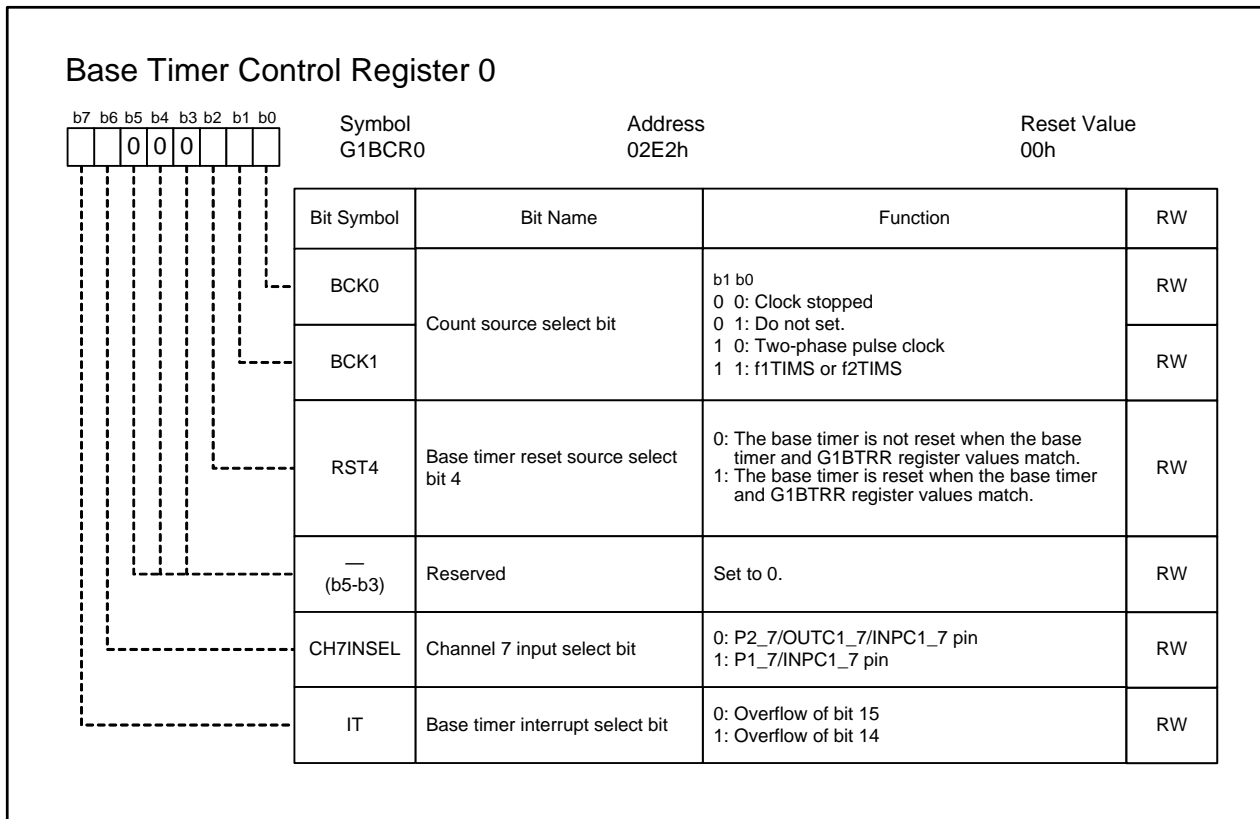 Base Timer Control Register 0
b7 b6 b5 b4 b3 b2 b1 b0
0 0 0
Symbol Address Reset Value
G1BCR0 02E2h 00h
Bit Symbol Bit Name Function RW
BCK0
BCK1
Count source select bit
b1 b0
0 0: Clock stopped
0 1: Do not set.
1 0: Two-phase pulse clock
1 1: f1TIMS or f2TIMS
RW
RW
RST4
Base timer reset source select
bit 4
0: The base timer is not reset when the base
timer and G1BTRR register values match.
1: The base timer is reset when the base timer
and G1BTRR register values match.
RW
—
(b5-b3)
Reserved
Set to 0.
RW
CH7INSEL
Channel 7 input select bit
0: P2_7/OUTC1_7/INPC1_7 pin
1: P1_7/INPC1_7 pin
RW
IT
Base timer interrupt select bit
0: Overflow of bit 15
1: Overflow of bit 14
RW